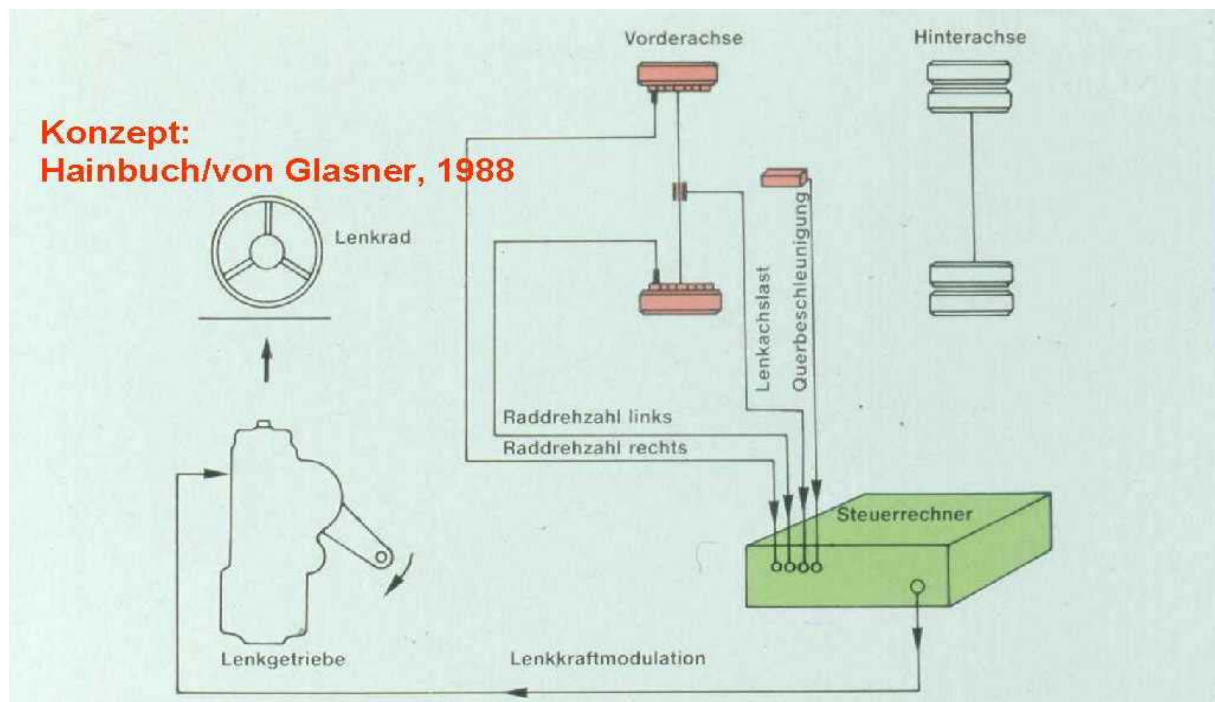 Vorderachse
Hinterachse
Konzept:
Hainbuch/von Glasner, 1988
Lenkrad
Lenkachslast
Querbeschleunigung
Raddrehzahl links
Raddrehzahl rechts
Steuerrechner
Lenkgetriebe
Lenkkraftmodulation